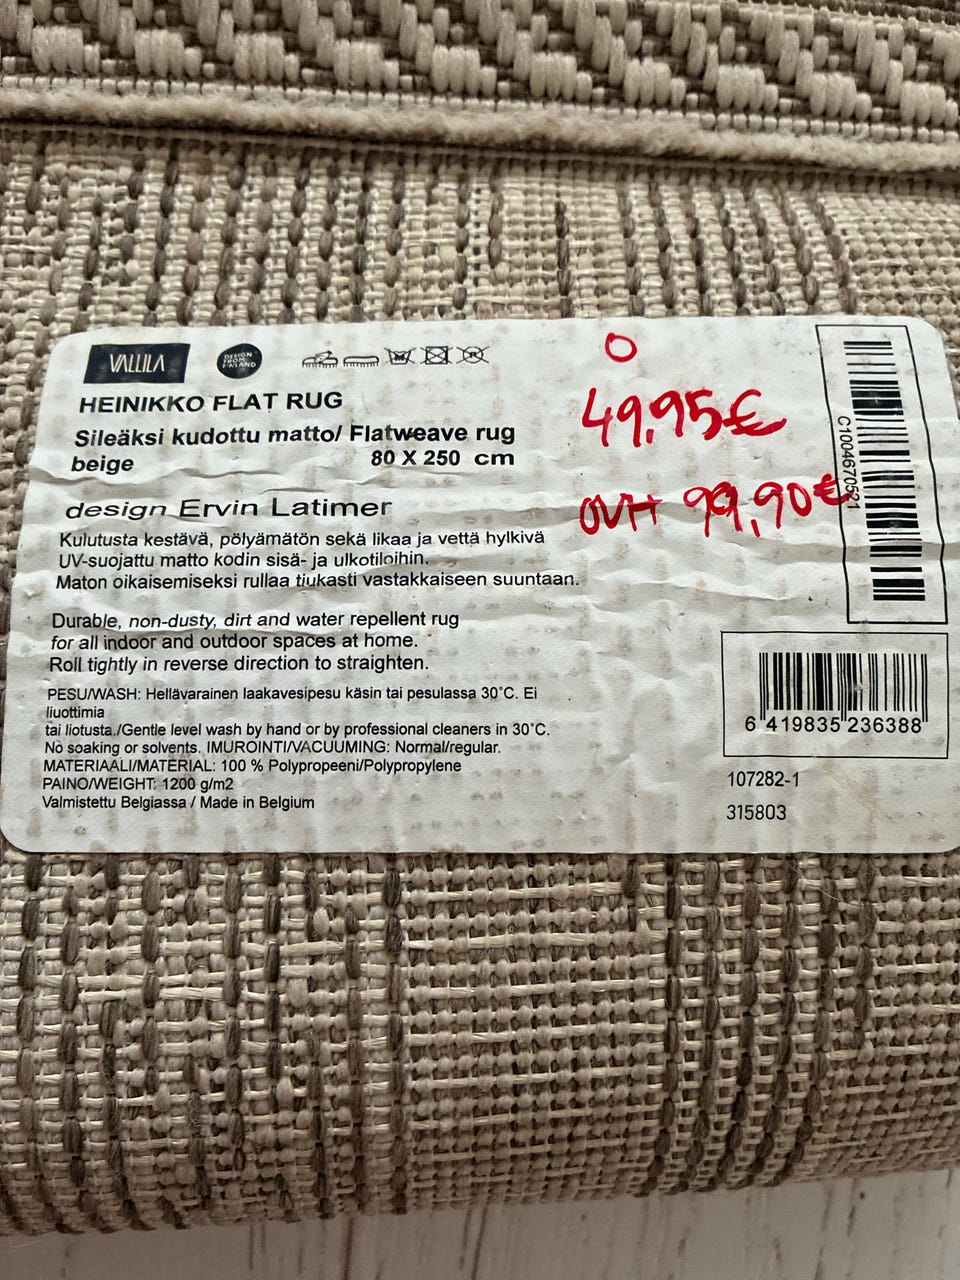 VALLILA
DESIGN
FROM
FINLAND
HEINIKKO FLAT RUG
Sileäksi kudottu matto/ Flatweave rug
beige 80 X 250 cm
design Ervin Latimer
Kulutusta kestävä, pölyämätön sekä likaa ja vettä hylkivä
UV-suojattu matto kodin sisä- ja ulkotiloihin.
Maton oikaisemiseksi rullaa tiukasti vastakkaiseen suuntaan.
Durable, non-dusty, dirt and water repellent rug
for all indoor and outdoor spaces at home.
Roll tightly in reverse direction to straighten.
PESU/WASH: Hellävarainen laakavesipesu käsin tai pesulassa 30°C. Ei
liuottimia
tai liotusta./Gentle level wash by hand or by professional cleaners in 30°C.
No soaking or solvents. IMUROINTI/VACUUMING: Normal/regular.
MATERIAALI/MATERIAL: 100 % Polypropeeni/Polypropylene
PAINO/WEIGHT: 1200 g/m2
Valmistettu Belgiassa / Made in Belgium
O
49,95€
OVH 99,90€
C1004670521
6 419835 236388
107282-1
315803